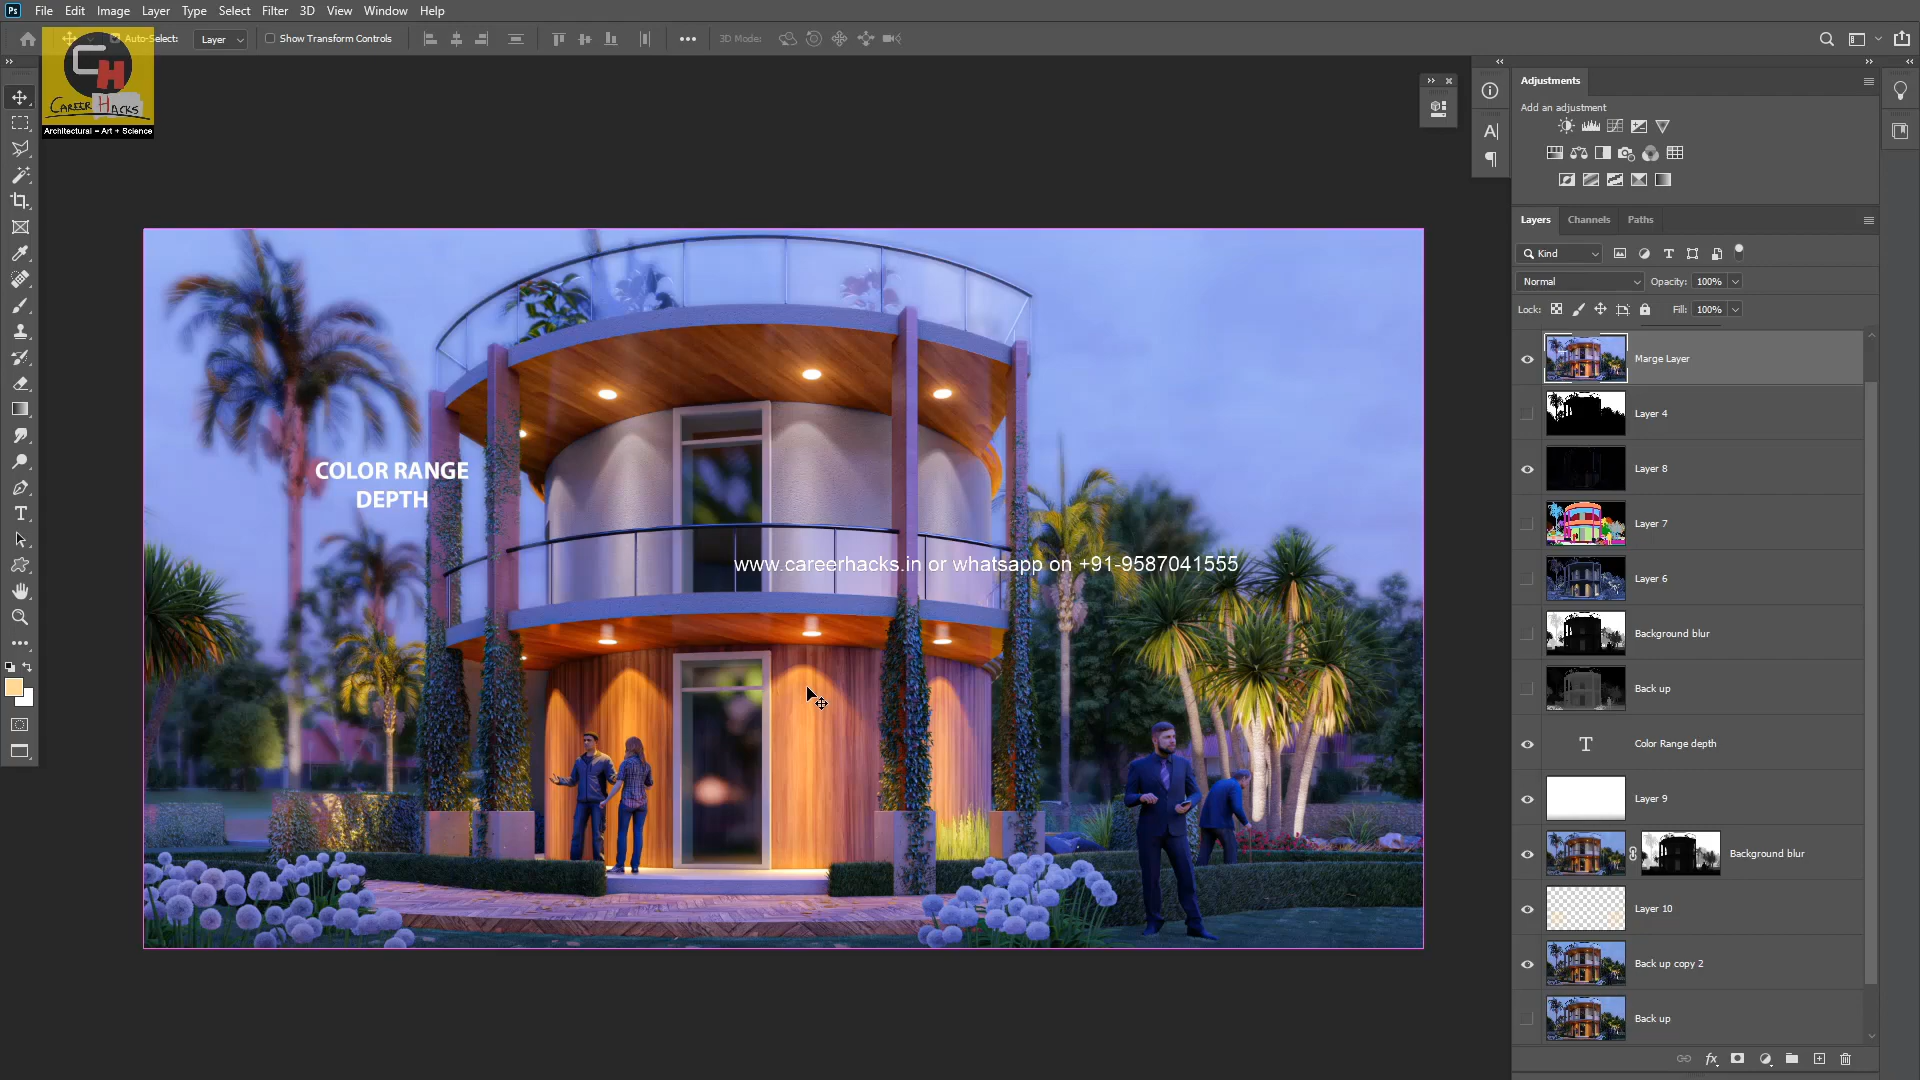 Ps File Edit Image Layer Type Select Filter 3D View Window Help
Auto-Select: Layer Show Transform Controls 3D Mode:
CH
CAREER HACKS
Architectural = Art + Science
COLOR RANGE
DEPTH
www.careerhacks.in or whatsapp on +91-9587041555
Adjustments
Add an adjustment
Layers Channels Paths
Kind
Normal Opacity: 100%
Lock: Fill: 100%
Marge Layer
Layer 4
Layer 8
Layer 7
Layer 6
Background blur
Back up
Color Range depth
Layer 9
Background blur
Layer 10
Back up copy 2
Back up